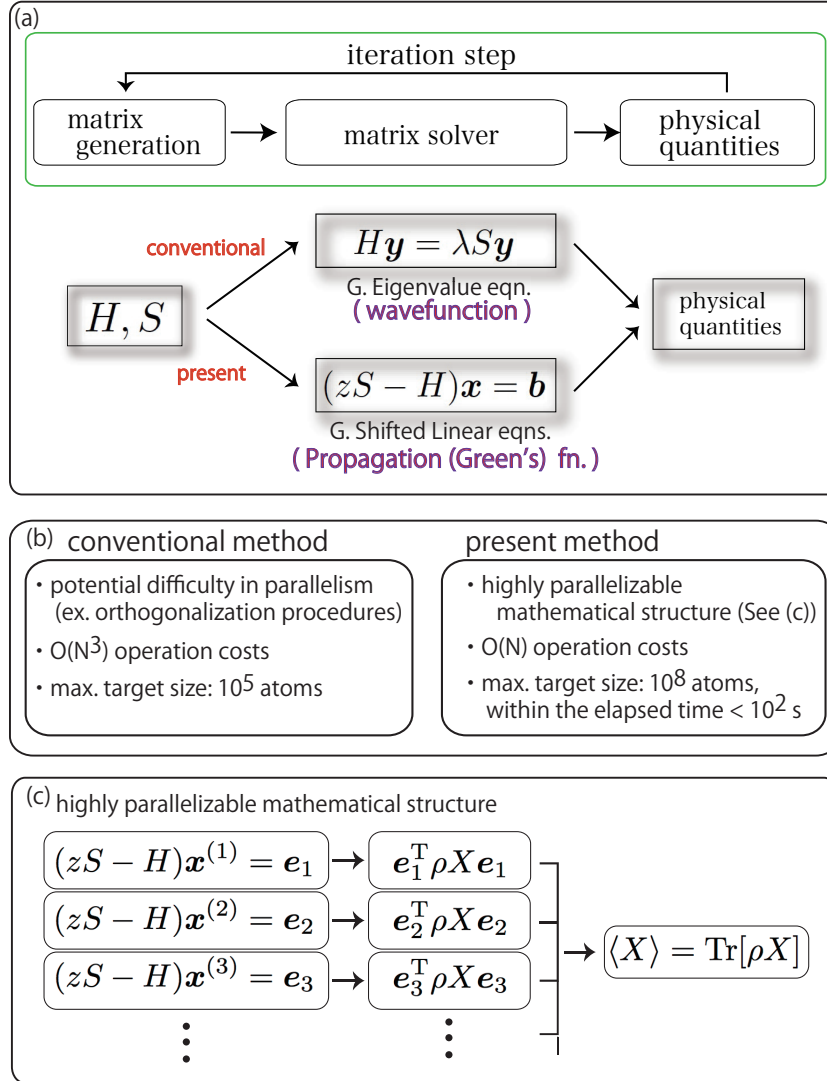 (a)
iteration step
matrix
generation
matrix solver
physical
quantities
conventional
Hy = λSy
G. Eigenvalue eqn.
( wavefunction )
H, S
physical
quantities
present
(zS − H)x = b
G. Shifted Linear eqns.
( Propagation (Green's) fn. )
(b) conventional method
・potential difficulty in parallelism
(ex. orthogonalization procedures)
・O(N³) operation costs
・max. target size: 10⁵ atoms
present method
・highly parallelizable
mathematical structure (See (c))
・O(N) operation costs
・max. target size: 10⁸ atoms,
within the elapsed time < 10² s
(c) highly parallelizable mathematical structure
(zS − H)x⁽¹⁾ = e₁ e₁ᵀρXe₁
(zS − H)x⁽²⁾ = e₂ e₂ᵀρXe₂
⟨X⟩ = Tr[ρX]
(zS − H)x⁽³⁾ = e₃ e₃ᵀρXe₃